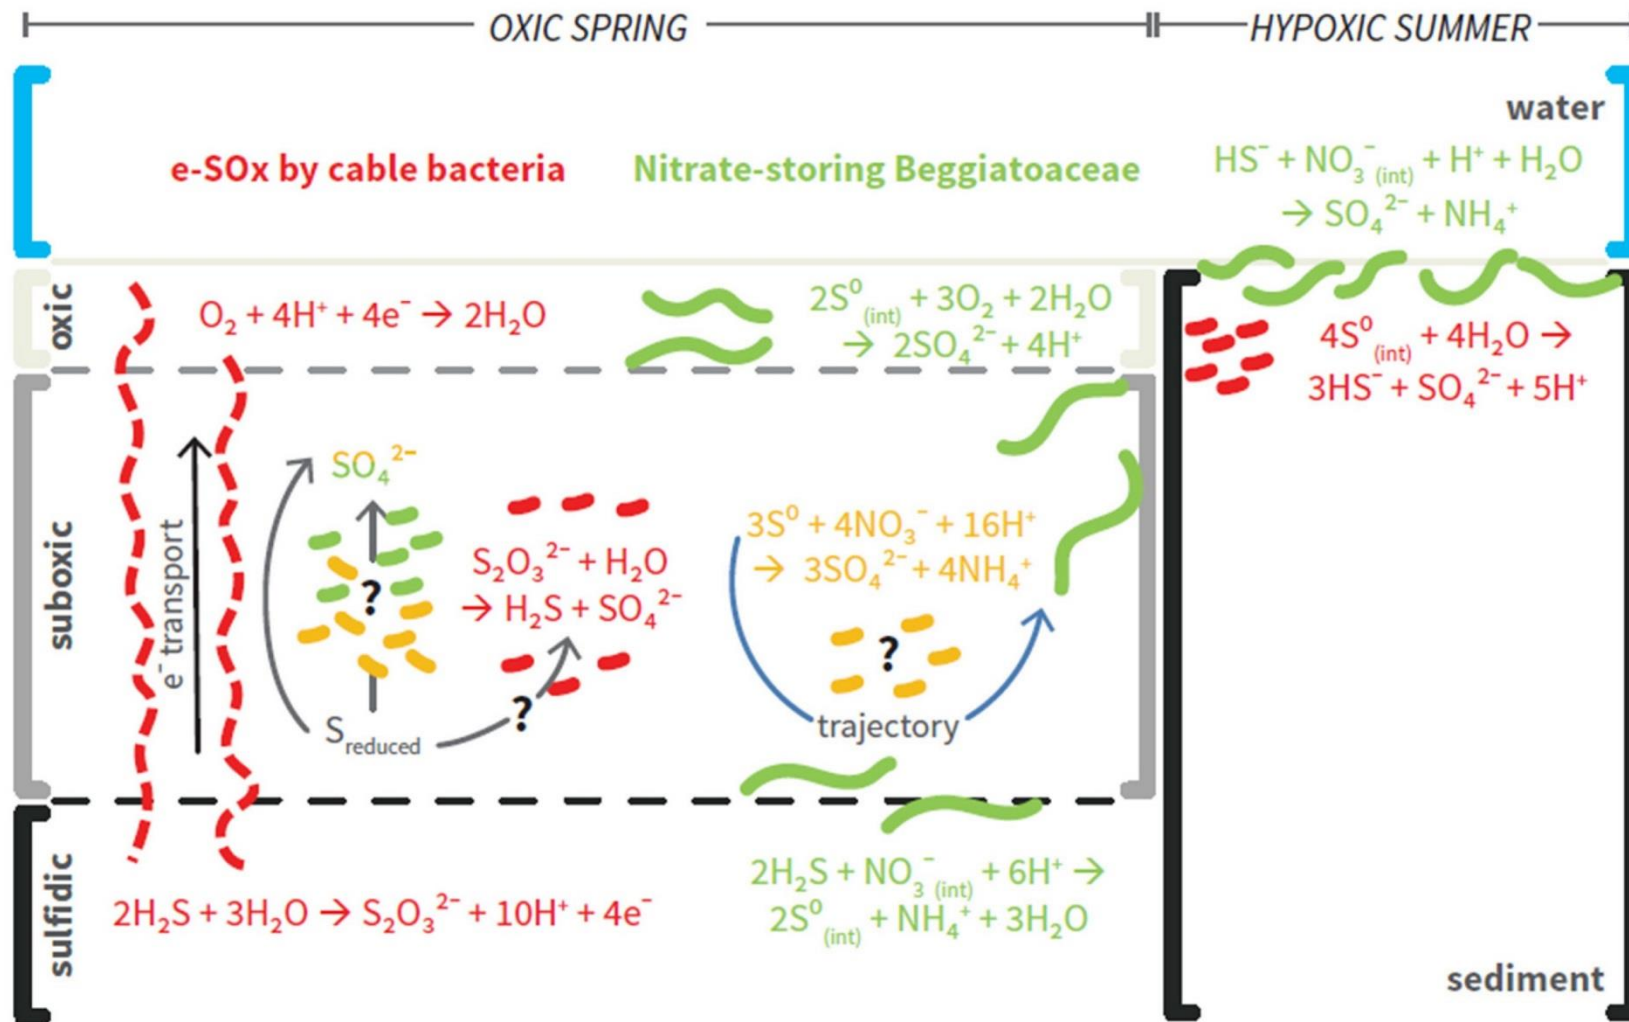 OXIC SPRING
HYPOXIC SUMMER
water
e-SOx by cable bacteria
Nitrate-storing Beggiatoaceae
HS⁻ + NO₃⁻ (int) + H⁺ + H₂O
→ SO₄²⁻ + NH₄⁺
oxic
O₂ + 4H⁺ + 4e⁻ → 2H₂O
2S⁰(int) + 3O₂ + 2H₂O
→ 2SO₄²⁻ + 4H⁺
4S⁰(int) + 4H₂O →
3HS⁻ + SO₄²⁻ + 5H⁺
suboxic
e⁻ transport
SO₄²⁻
?
S reduced
S₂O₃²⁻ + H₂O
→ H₂S + SO₄²⁻
?
3S⁰ + 4NO₃⁻ + 16H⁺
→ 3SO₄²⁻ + 4NH₄⁺
?
trajectory
sulfidic
2H₂S + 3H₂O → S₂O₃²⁻ + 10H⁺ + 4e⁻
2H₂S + NO₃⁻ (int) + 6H⁺ →
2S⁰(int) + NH₄⁺ + 3H₂O
sediment